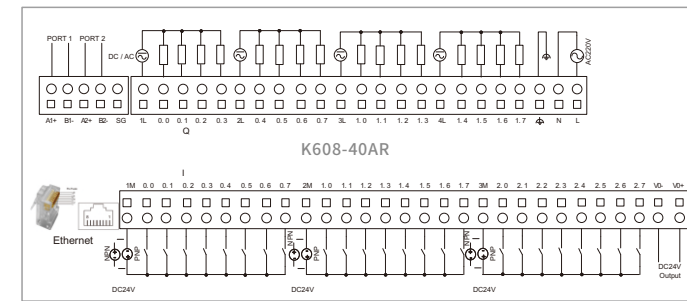 PORT 1 PORT 2
DC / AC
AC220V
A1+ B1- A2+ B2- SG 1L 0. 0 0. 1 0. 2 0. 3 2L 0. 4 0. 5 0. 6 0. 7 3L 1. 0 1. 1 1. 2 1. 3 4L 1. 4 1. 5 1. 6 1. 7 N L
Q
K608-40AR
I
1M 0. 0 0. 1 0. 2 0. 3 0. 4 0. 5 0. 6 0. 7 2M 1. 0 1. 1 1. 2 1. 3 1. 4 1. 5 1. 6 1. 7 3M 2. 0 2. 1 2. 2 2. 3 2. 4 2. 5 2. 6 2. 7 V0- V0+
Ethernet
NPN PNP NPN PNP NPN PNP
DC24V
Output
DC24V DC24V DC24V